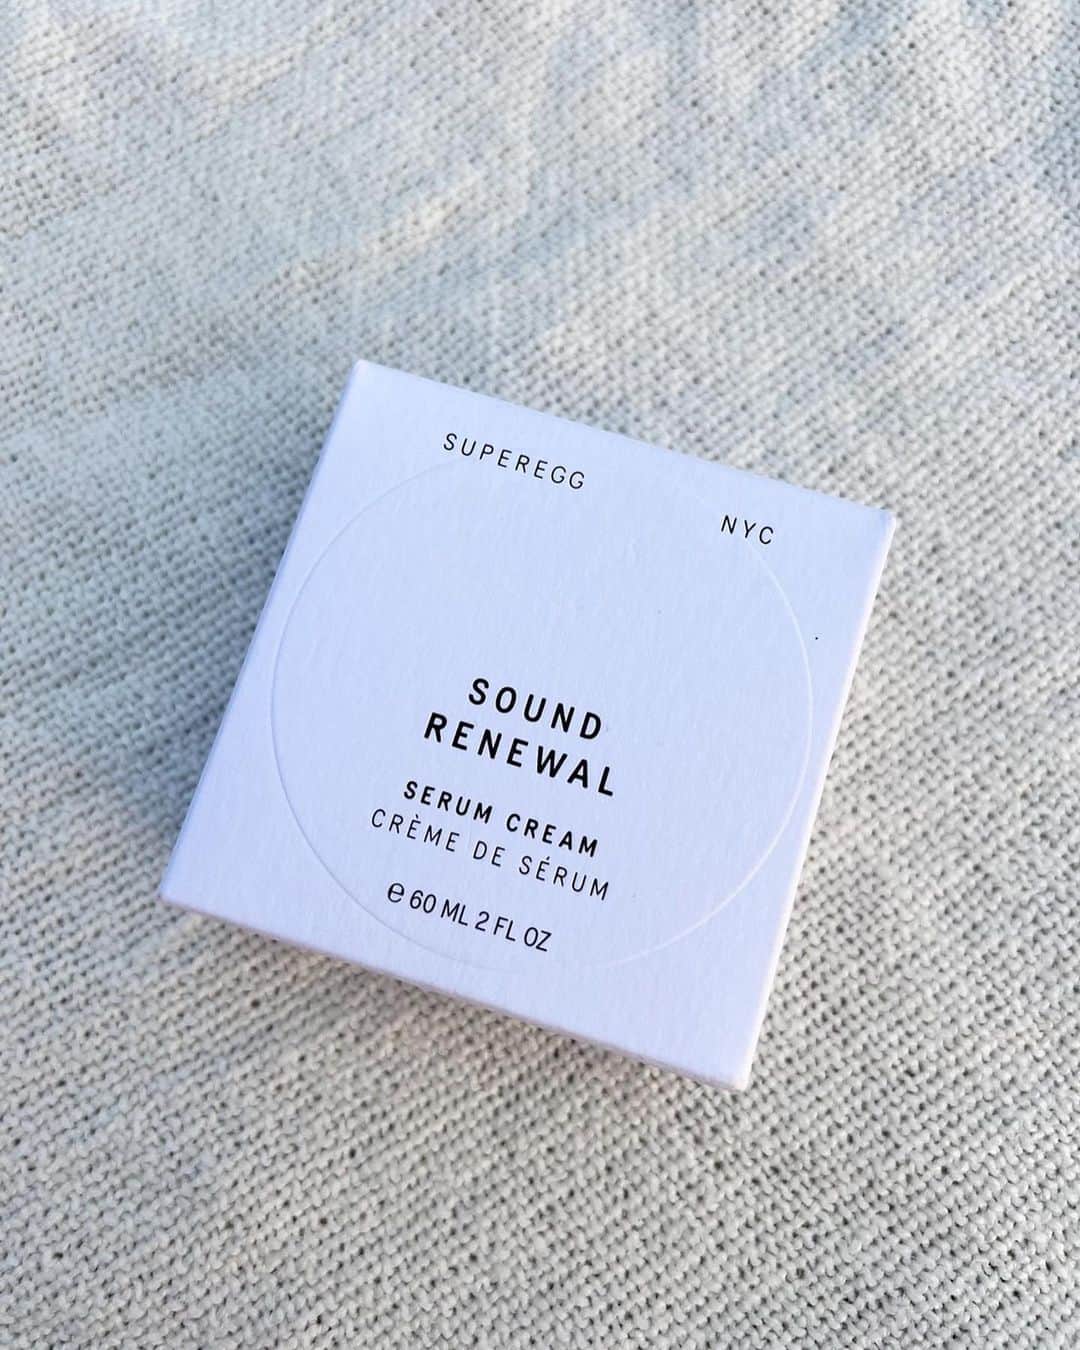 SUPEREGG
NYC
SOUND
RENEWAL
SERUM CREAM
CRÈME DE SÉRUM
℮ 60 ML 2 FL OZ